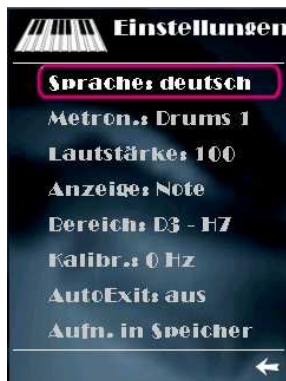 Einstellungen
Sprache: deutsch
Metron.: Drums 1
Lautstärke: 100
Anzeige: Note
Bereich: D3 - H7
Kalibr.: 0 Hz
AutoExit: aus
Aufn. in Speicher